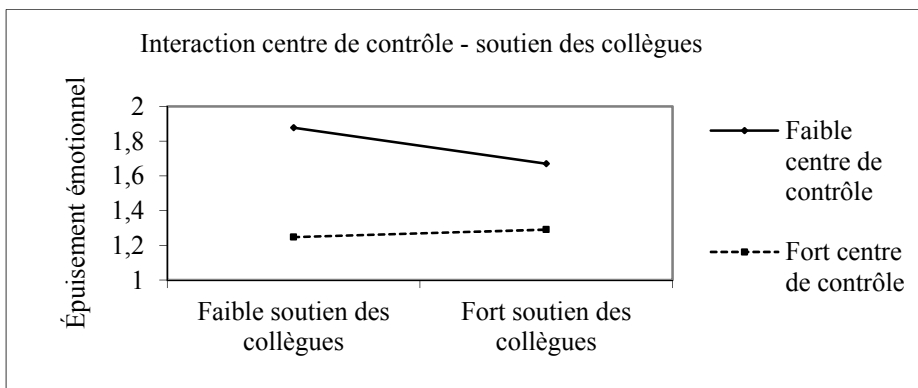 Interaction centre de contrôle - soutien des collègues
Épuisement émotionnel
2
1,8
1,6
1,4
1,2
1
Faible soutien des
collègues
Fort soutien des
collègues
Faible
centre de
contrôle
Fort centre
de contrôle